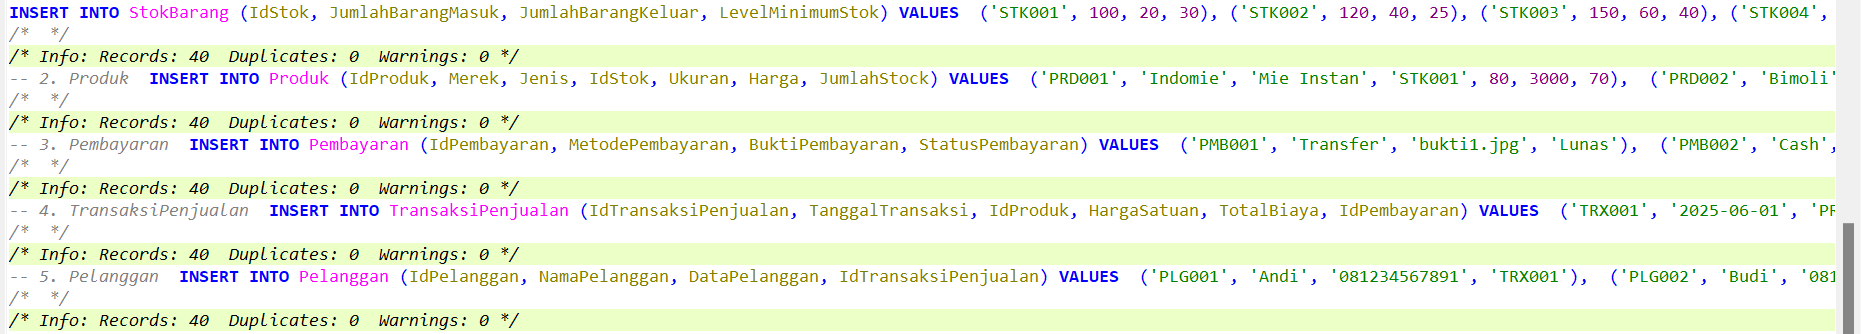 INSERT INTO StokBarang (IdStok, JumlahBarangMasuk, JumlahBarangKeluar, LevelMinimumStok) VALUES  ('STK001', 100, 20, 30), ('STK002', 120, 40, 25), ('STK003', 150, 60, 40), ('STK004',
/*  */
/* Info: Records: 40  Duplicates: 0  Warnings: 0 */
-- 2. Produk  INSERT INTO Produk (IdProduk, Merek, Jenis, IdStok, Ukuran, Harga, JumlahStock) VALUES  ('PRD001', 'Indomie', 'Mie Instan', 'STK001', 80, 3000, 70),  ('PRD002', 'Bimoli'
/*  */
/* Info: Records: 40  Duplicates: 0  Warnings: 0 */
-- 3. Pembayaran  INSERT INTO Pembayaran (IdPembayaran, MetodePembayaran, BuktiPembayaran, StatusPembayaran) VALUES  ('PMB001', 'Transfer', 'bukti1.jpg', 'Lunas'),  ('PMB002', 'Cash',
/*  */
/* Info: Records: 40  Duplicates: 0  Warnings: 0 */
-- 4. TransaksiPenjualan  INSERT INTO TransaksiPenjualan (IdTransaksiPenjualan, TanggalTransaksi, IdProduk, HargaSatuan, TotalBiaya, IdPembayaran) VALUES  ('TRX001', '2025-06-01', 'PR
/*  */
/* Info: Records: 40  Duplicates: 0  Warnings: 0 */
-- 5. Pelanggan  INSERT INTO Pelanggan (IdPelanggan, NamaPelanggan, DataPelanggan, IdTransaksiPenjualan) VALUES  ('PLG001', 'Andi', '081234567891', 'TRX001'),  ('PLG002', 'Budi', '081
/*  */
/* Info: Records: 40  Duplicates: 0  Warnings: 0 */